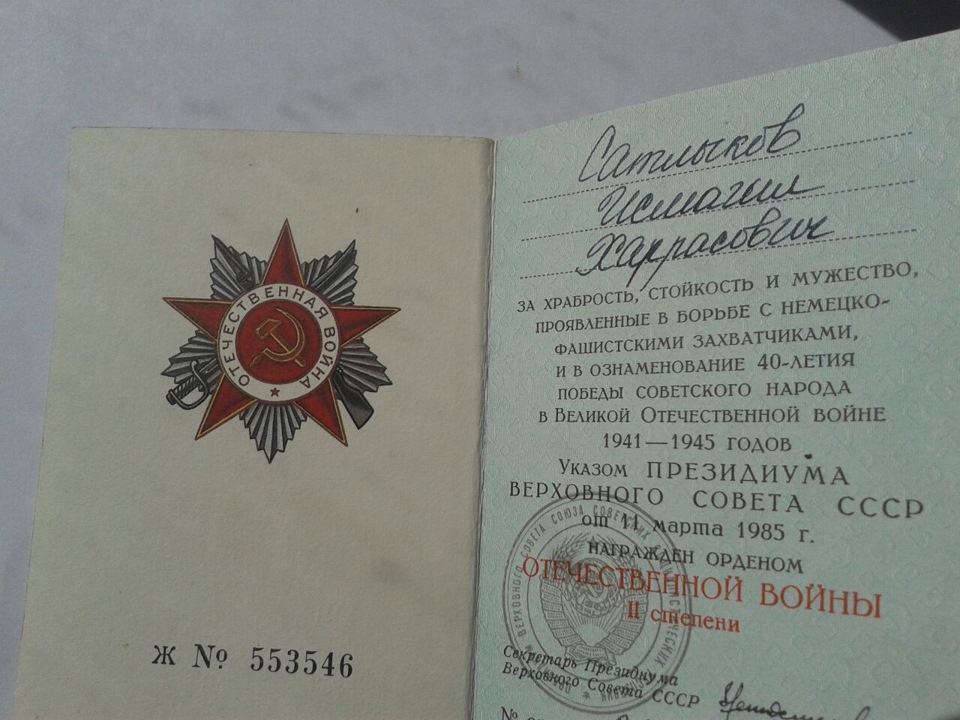 ОТЕЧЕСТВЕННАЯ ВОЙНА
Ж № 553546
Сатлыков
Исмагил
Харрасович
ЗА ХРАБРОСТЬ, СТОЙКОСТЬ И МУЖЕСТВО,
ПРОЯВЛЕННЫЕ В БОРЬБЕ С НЕМЕЦКО-
ФАШИСТСКИМИ ЗАХВАТЧИКАМИ,
И В ОЗНАМЕНОВАНИЕ 40-ЛЕТИЯ
ПОБЕДЫ СОВЕТСКОГО НАРОДА
В ВЕЛИКОЙ ОТЕЧЕСТВЕННОЙ ВОЙНЕ
1941—1945 ГОДОВ
УКАЗОМ ПРЕЗИДИУМА
ВЕРХОВНОГО СОВЕТА СССР
от 11 марта 1985 г.
НАГРАЖДЕН ОРДЕНОМ
ОТЕЧЕСТВЕННОЙ ВОЙНЫ
II степени
Секретарь Президиума
Верховного Совета СССР